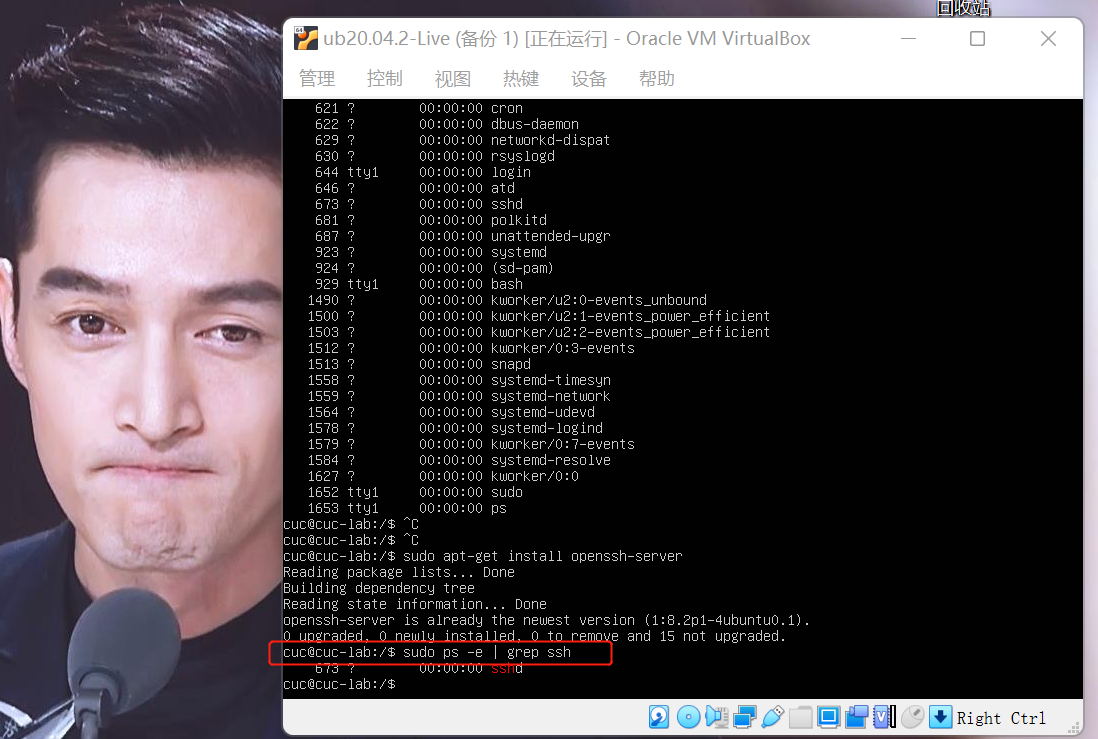 回收站
ub20.04.2-Live (备份 1) [正在运行] - Oracle VM VirtualBox
管理 控制 视图 热键 设备 帮助
621 ? 00:00:00 cron
622 ? 00:00:00 dbus-daemon
629 ? 00:00:00 networkd-dispat
630 ? 00:00:00 rsyslogd
644 tty1 00:00:00 login
646 ? 00:00:00 atd
673 ? 00:00:00 sshd
681 ? 00:00:00 polkitd
687 ? 00:00:00 unattended-upgr
923 ? 00:00:00 systemd
924 ? 00:00:00 (sd-pam)
929 tty1 00:00:00 bash
1490 ? 00:00:00 kworker/u2:0-events_unbound
1500 ? 00:00:00 kworker/u2:1-events_power_efficient
1503 ? 00:00:00 kworker/u2:2-events_power_efficient
1512 ? 00:00:00 kworker/0:3-events
1513 ? 00:00:00 snapd
1558 ? 00:00:00 systemd-timesyn
1559 ? 00:00:00 systemd-network
1564 ? 00:00:00 systemd-udevd
1578 ? 00:00:00 systemd-logind
1579 ? 00:00:00 kworker/0:7-events
1584 ? 00:00:00 systemd-resolve
1627 ? 00:00:00 kworker/0:0
1652 tty1 00:00:00 sudo
1653 tty1 00:00:00 ps
cuc@cuc-lab:/$ ^C
cuc@cuc-lab:/$ ^C
cuc@cuc-lab:/$ sudo apt-get install openssh-server
Reading package lists... Done
Building dependency tree
Reading state information... Done
openssh-server is already the newest version (1:8.2p1-4ubuntu0.1).
0 upgraded, 0 newly installed, 0 to remove and 15 not upgraded.
cuc@cuc-lab:/$ sudo ps -e | grep ssh
673 ? 00:00:00 sshd
cuc@cuc-lab:/$
Right Ctrl